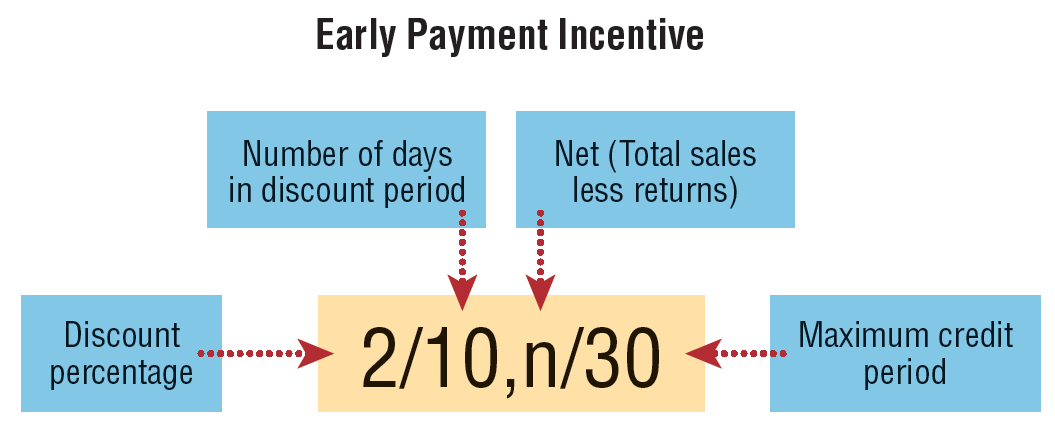 Early Payment Incentive
Number of days
in discount period
Net (Total sales
less returns)
Discount
percentage
2/10,n/30
Maximum credit
period